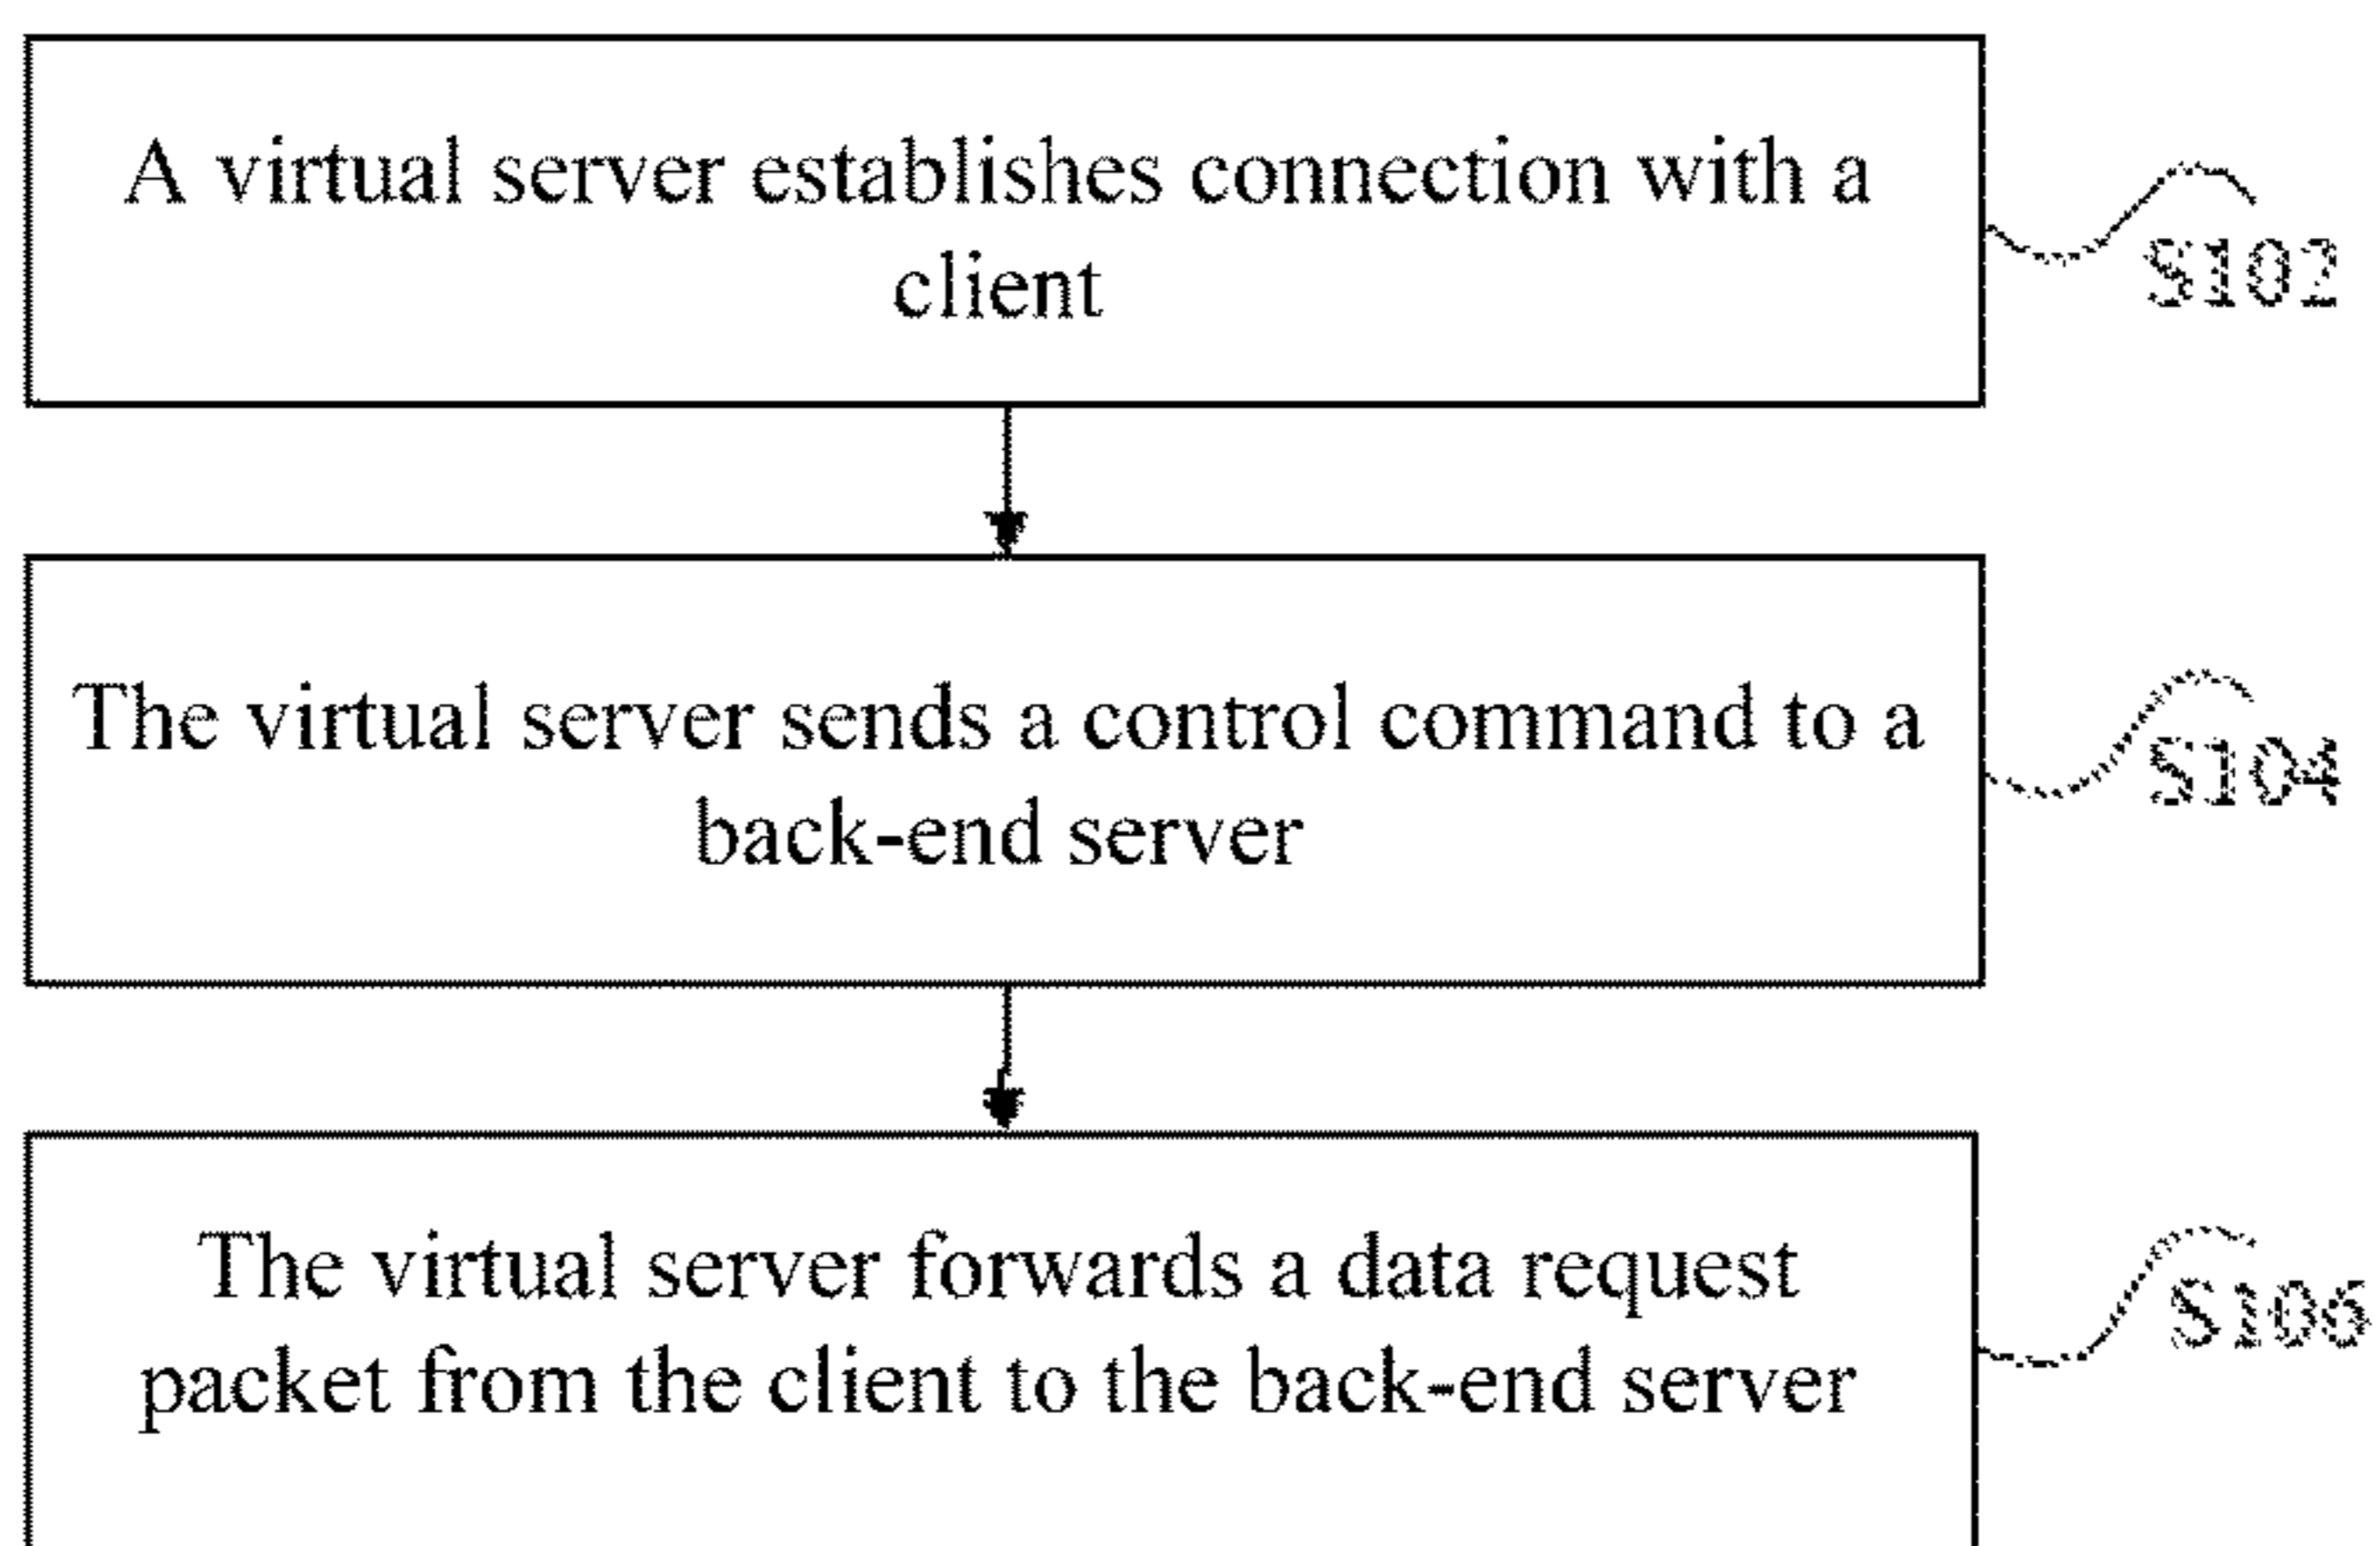 A virtual server establishes connection with a
client
S102
The virtual server sends a control command to a
back-end server
S104
The virtual server forwards a data request
packet from the client to the back-end server
S106